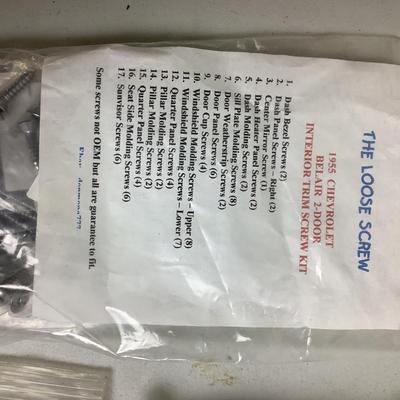 THE LOOSE SCREW
1955 CHEVROLET
BELAIR 2-DOOR
INTERIOR TRIM SCREW KIT
1. Dash Bezel Screws (2)
2. Dash Panel Screws – Right (2)
3. Center Mirror Screw (1)
4. Dash Heater Panel Screw (2)
5. Dash Molding Screws (2)
6. Sill Plate Molding Screws (8)
7. Door Weatherstrip Screws (2)
8. Door Panel Screws (6)
9. Door Cup Screws (4)
10. Windshield Molding Screws – Upper (8)
11. Windshield Molding Screws – Lower (7)
12. Quarter Panel Screws (4)
13. Pillar Molding Screws (2)
14. Pillar Molding Screws (2)
15. Quarter Panel Screws (4)
16. Seat Side Molding Screws (6)
17. Sunvisor Screws (6)
Some screws not OEM but all are guarantee to fit.